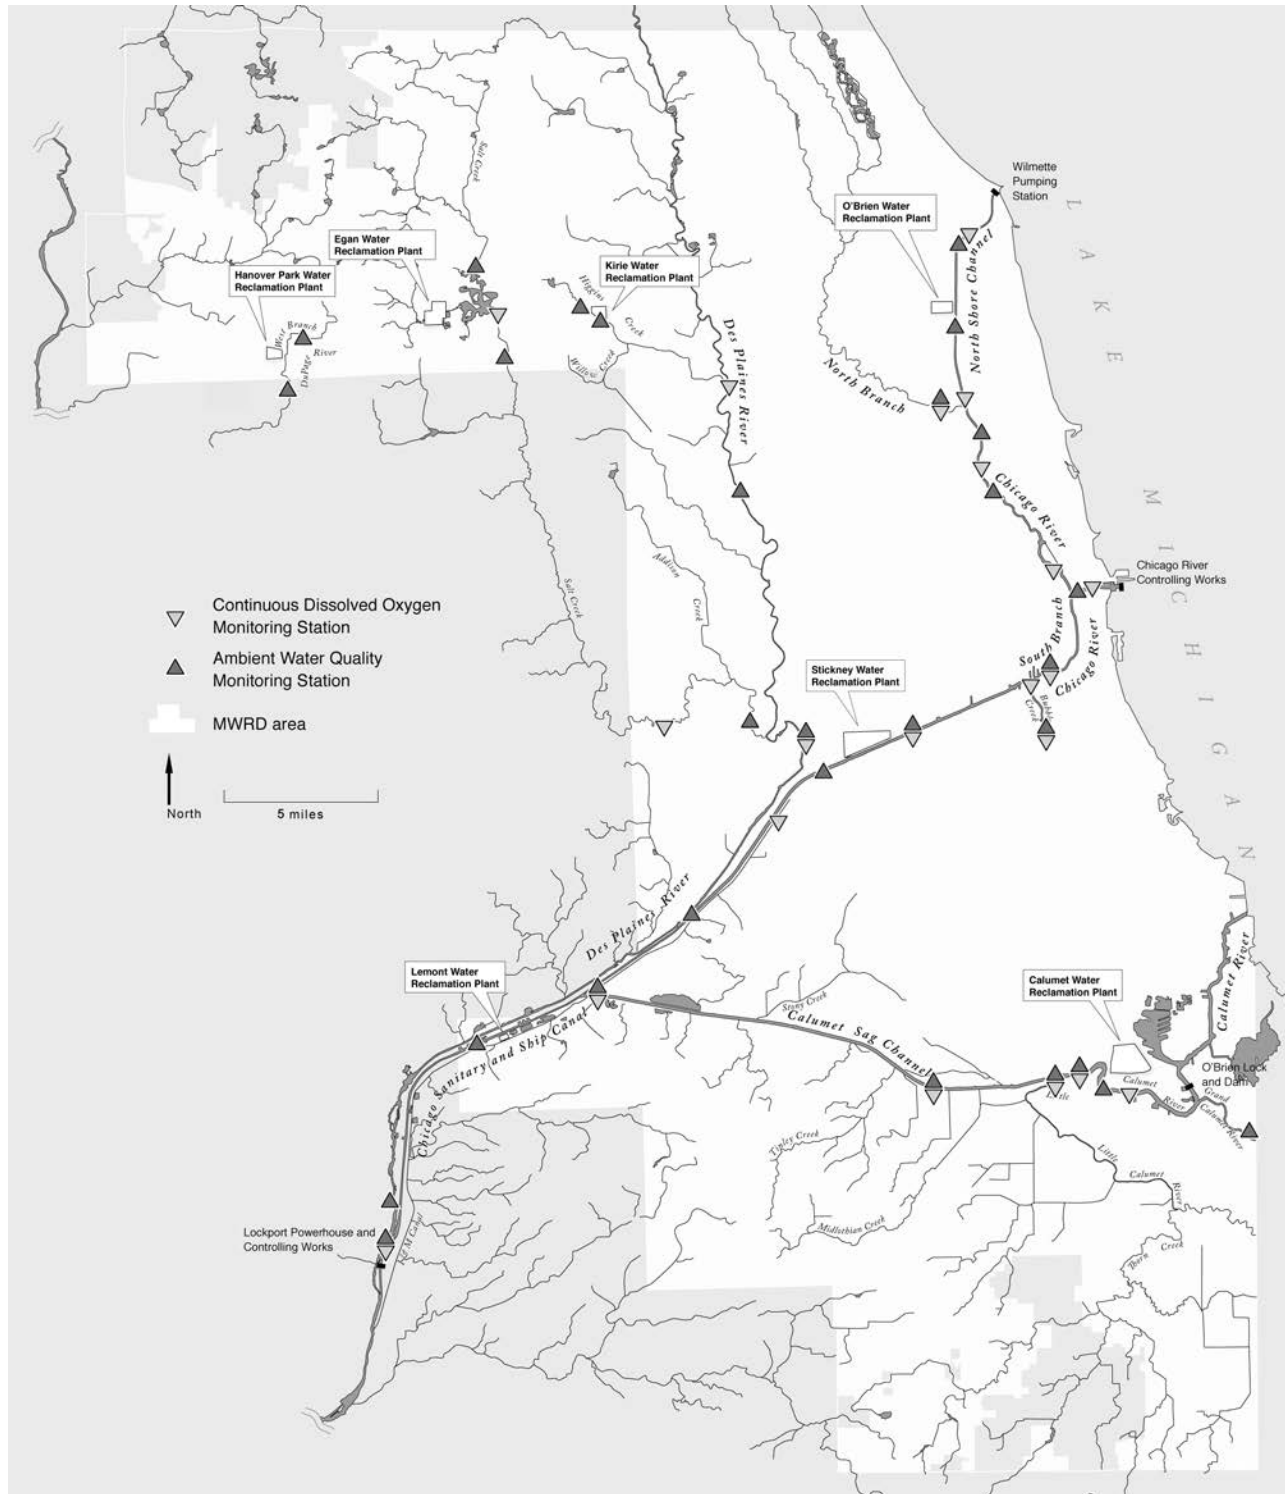 Wilmette
Pumping
Station
LAKE MICHIGAN
O'Brien Water
Reclamation Plant
Egan Water
Reclamation Plant
Hanover Park Water
Reclamation Plant
Kirie Water
Reclamation Plant
Salt Creek
Higgins
Creek
Willow Creek
West Branch
DuPage River
Des Plaines River
North Shore Channel
North Branch
Chicago River
Chicago River
Controlling Works
Addison
Creek
Salt Creek
Continuous Dissolved Oxygen
Monitoring Station
Ambient Water Quality
Monitoring Station
MWRD area
North
5 miles
South Branch
Chicago River
Bubbly
Creek
Stickney Water
Reclamation Plant
Des Plaines River
Lemont Water
Reclamation Plant
Chicago Sanitary and Ship Canal
Stony Creek
Calumet Sag Channel
Calumet Water
Reclamation Plant
Calumet River
O'Brien Lock
and Dam
Grand
Calumet River
Little
Calumet
River
Little
Calumet
River
Tinley Creek
Midlothian Creek
Thorn Creek
I & M Canal
Lockport Powerhouse and
Controlling Works